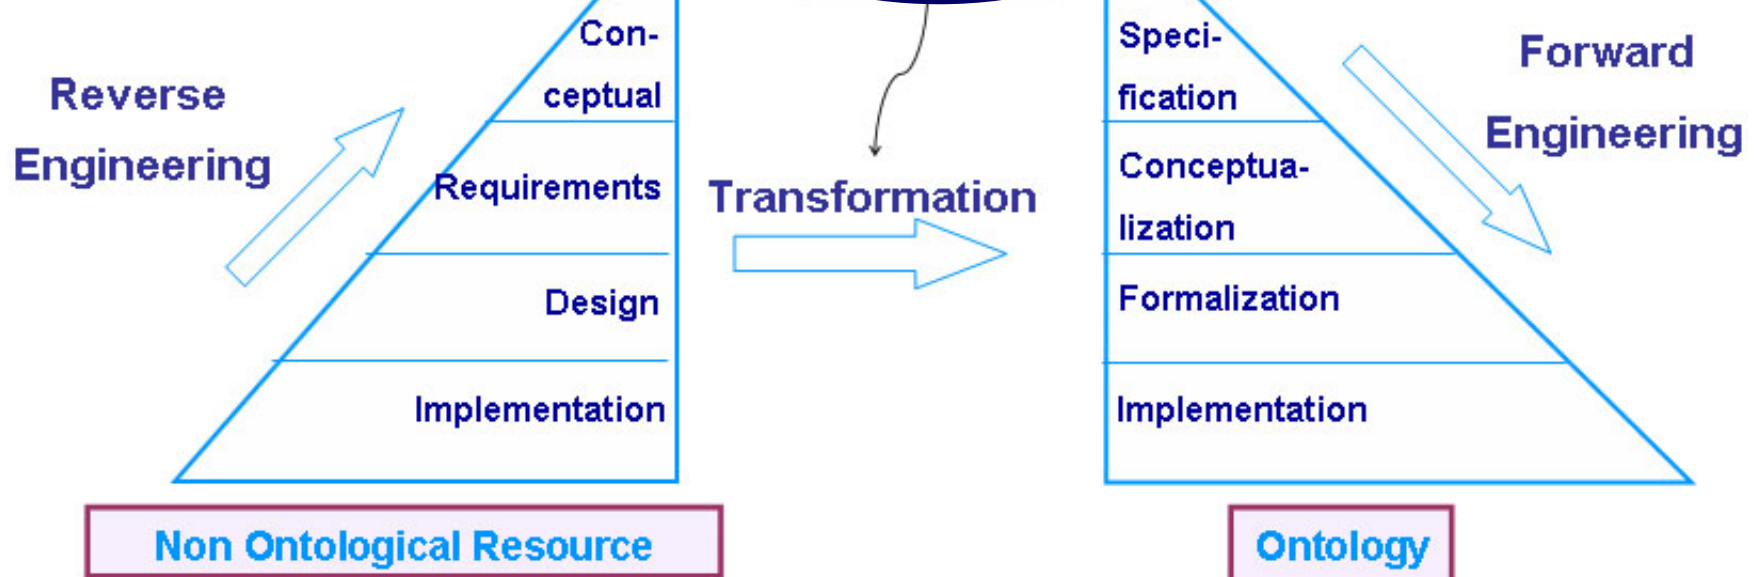 Reverse
Engineering
Con-
ceptual
Requirements
Design
Implementation
Non Ontological Resource
Transformation
Speci-
fication
Conceptua-
lization
Formalization
Implementation
Ontology
Forward
Engineering